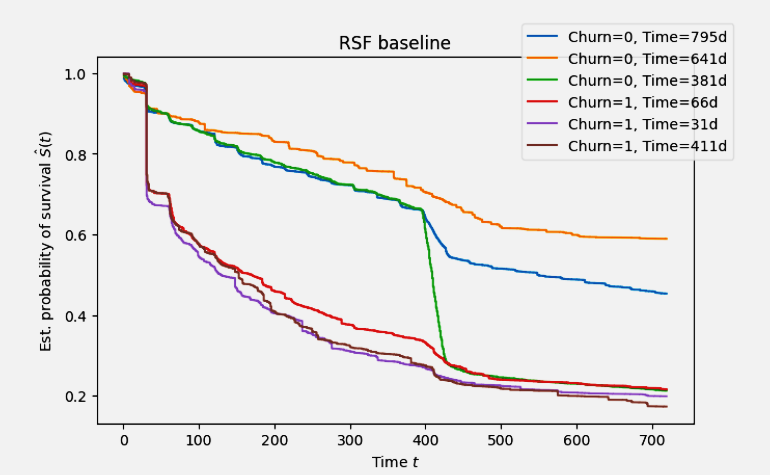 RSF baseline
Churn=0, Time=795d
Churn=0, Time=641d
Churn=0, Time=381d
Churn=1, Time=66d
Churn=1, Time=31d
Churn=1, Time=411d
Est. probability of survival Ŝ(t)
1.0
0.8
0.6
0.4
0.2
0 100 200 300 400 500 600 700
Time t